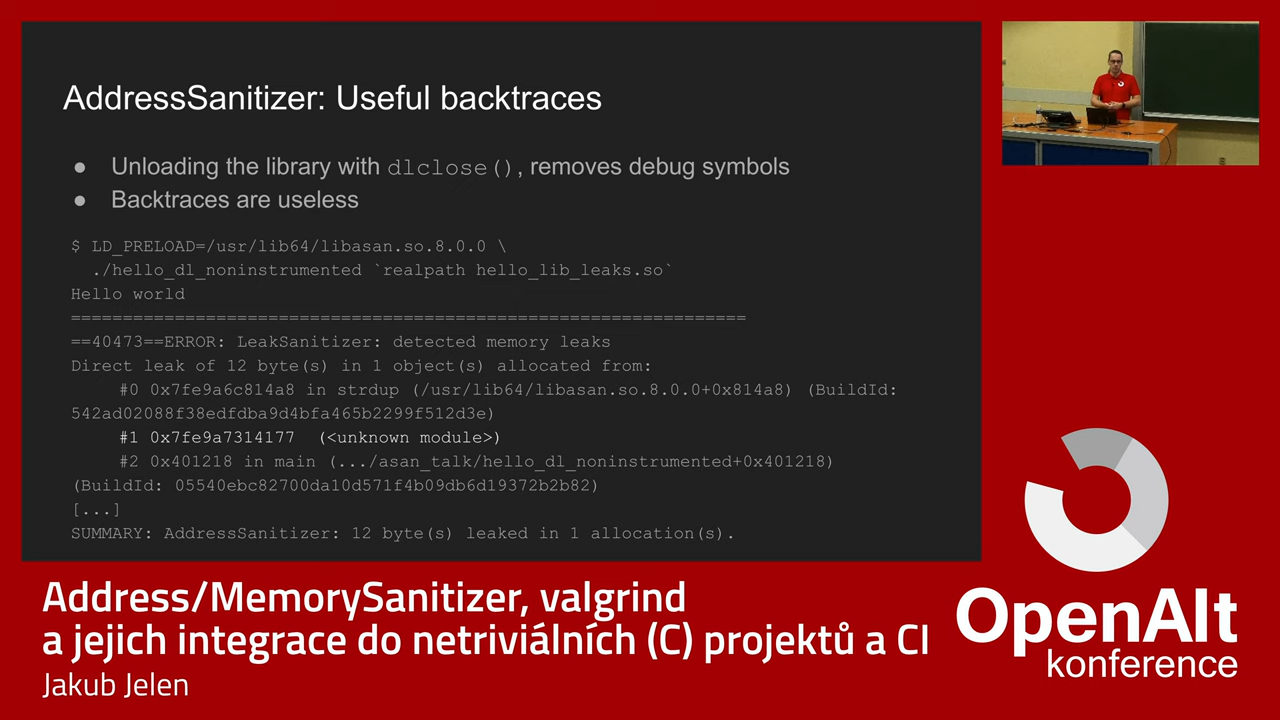 AddressSanitizer: Useful backtraces
● Unloading the library with dlclose(), removes debug symbols
● Backtraces are useless
$ LD_PRELOAD=/usr/lib64/libasan.so.8.0.0 \
./hello_dl_noninstrumented `realpath hello_lib_leaks.so`
Hello world
=================================================================
==40473==ERROR: LeakSanitizer: detected memory leaks
Direct leak of 12 byte(s) in 1 object(s) allocated from:
#0 0x7fe9a6c814a8 in strdup (/usr/lib64/libasan.so.8.0.0+0x814a8) (BuildId:
542ad02088f38edfdba9d4bfa465b2299f512d3e)
#1 0x7fe9a7314177 (<unknown module>)
#2 0x401218 in main (.../asan_talk/hello_dl_noninstrumented+0x401218)
(BuildId: 05540ebc82700da10d571f4b09db6d19372b2b82)
[...]
SUMMARY: AddressSanitizer: 12 byte(s) leaked in 1 allocation(s).
Address/MemorySanitizer, valgrind
a jejich integrace do netriviálních (C) projektů a CI
Jakub Jelen
OpenAlt
konference